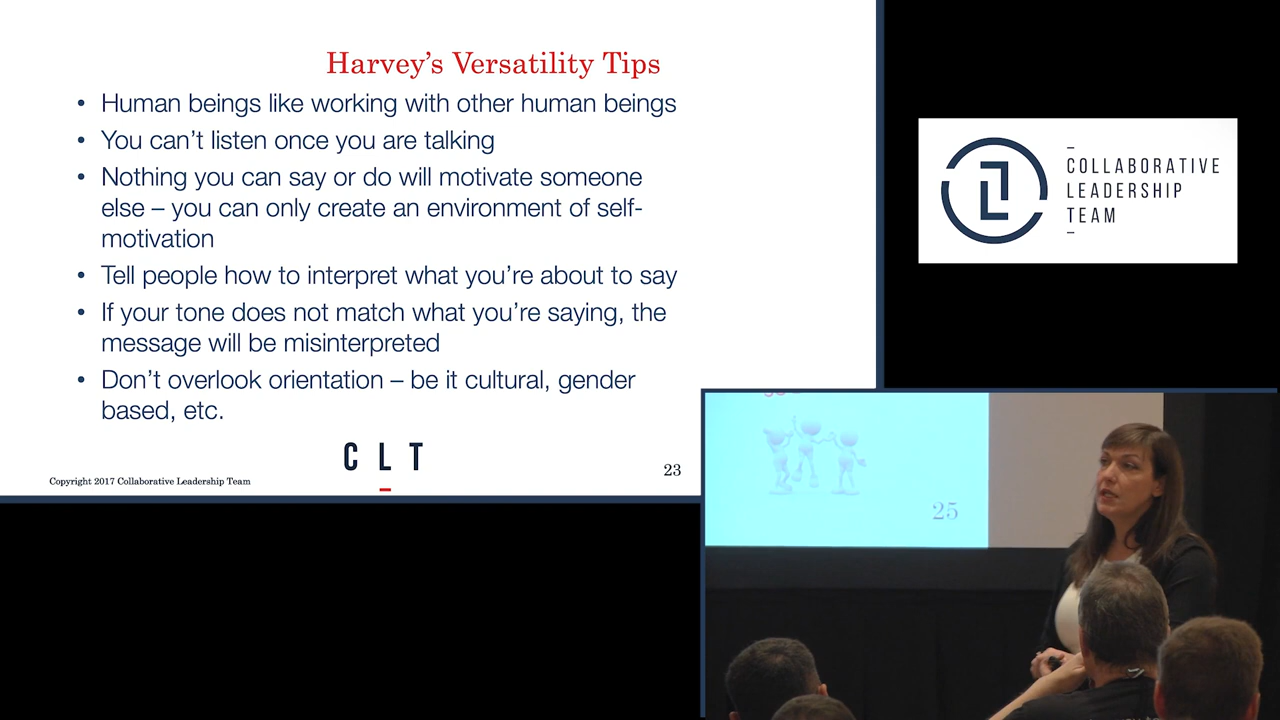 Harvey’s Versatility Tips
• Human beings like working with other human beings
• You can’t listen once you are talking
• Nothing you can say or do will motivate someone
else – you can only create an environment of self-
motivation
• Tell people how to interpret what you’re about to say
• If your tone does not match what you’re saying, the
message will be misinterpreted
• Don’t overlook orientation – be it cultural, gender
based, etc.
CLT
Copyright 2017 Collaborative Leadership Team
23
COLLABORATIVE
LEADERSHIP
TEAM
25